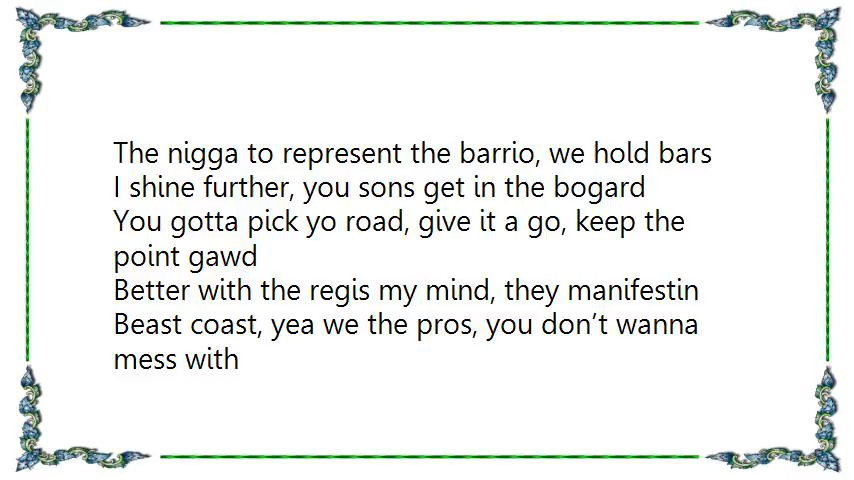 The nigga to represent the barrio, we hold bars
I shine further, you sons get in the bogard
You gotta pick yo road, give it a go, keep the
point gawd
Better with the regis my mind, they manifestin
Beast coast, yea we the pros, you don’t wanna
mess with